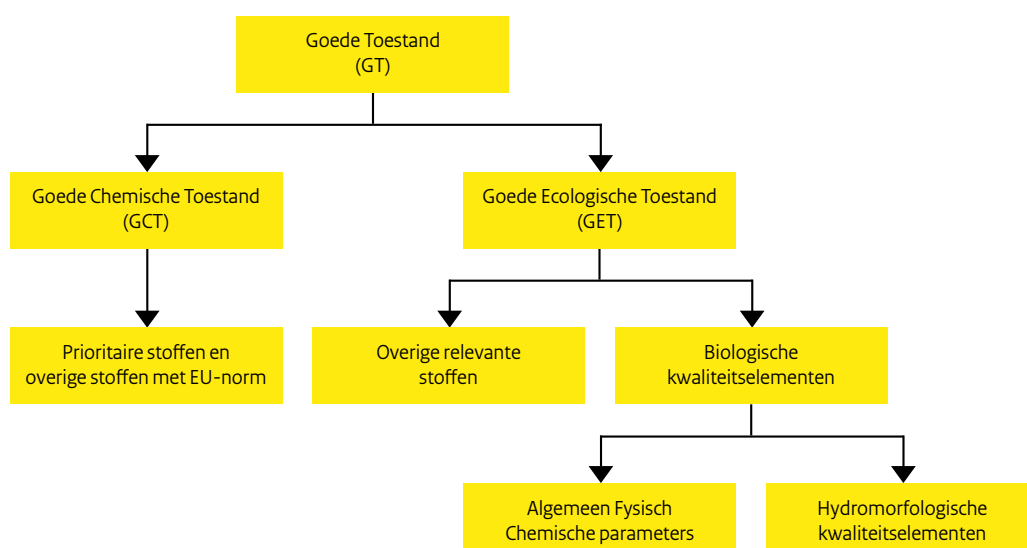 Goede Toestand
(GT)
Goede Chemische Toestand
(GCT)
Goede Ecologische Toestand
(GET)
Prioritaire stoffen en
overige stoffen met EU-norm
Overige relevante
stoffen
Biologische
kwaliteitselementen
Algemeen Fysisch
Chemische parameters
Hydromorfologische
kwaliteitselementen